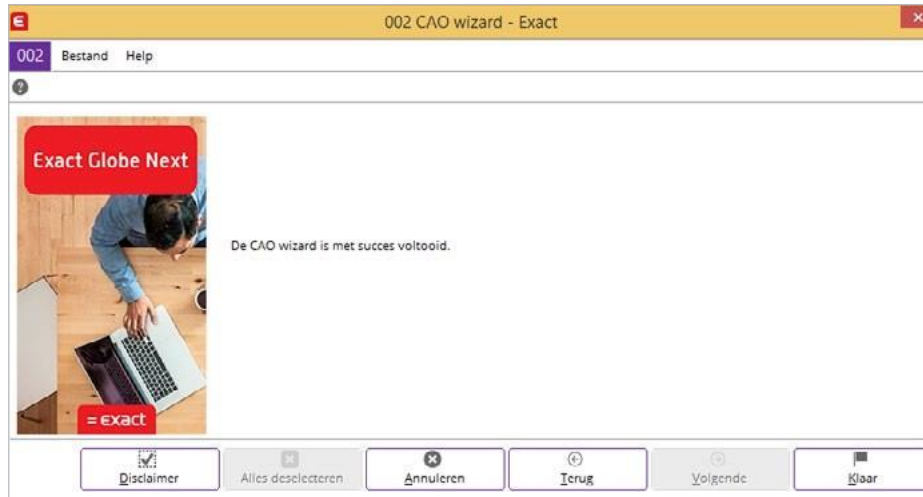 002 CAO wizard - Exact
002 Bestand Help
Exact Globe Next
De CAO wizard is met succes voltooid.
= exact
Disclaimer Alles deselecteren Annuleren Terug Volgende Klaar